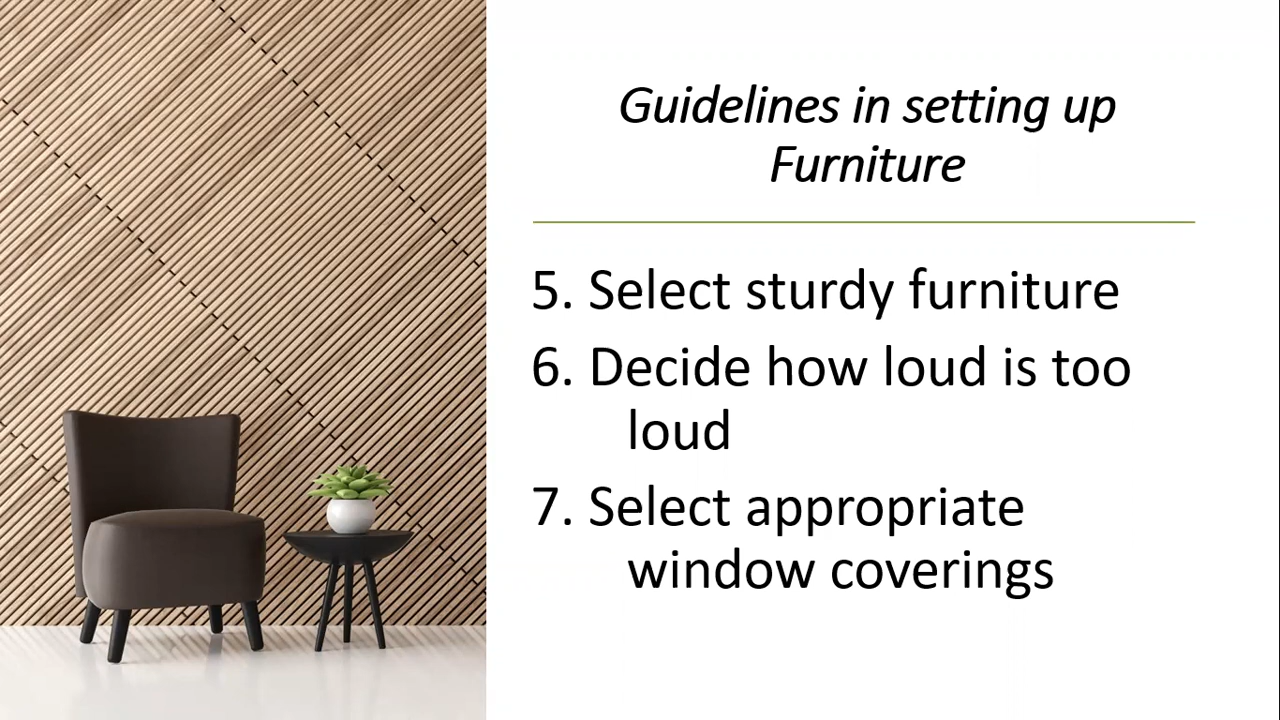 Guidelines in setting up
Furniture
5. Select sturdy furniture
6. Decide how loud is too
loud
7. Select appropriate
window coverings